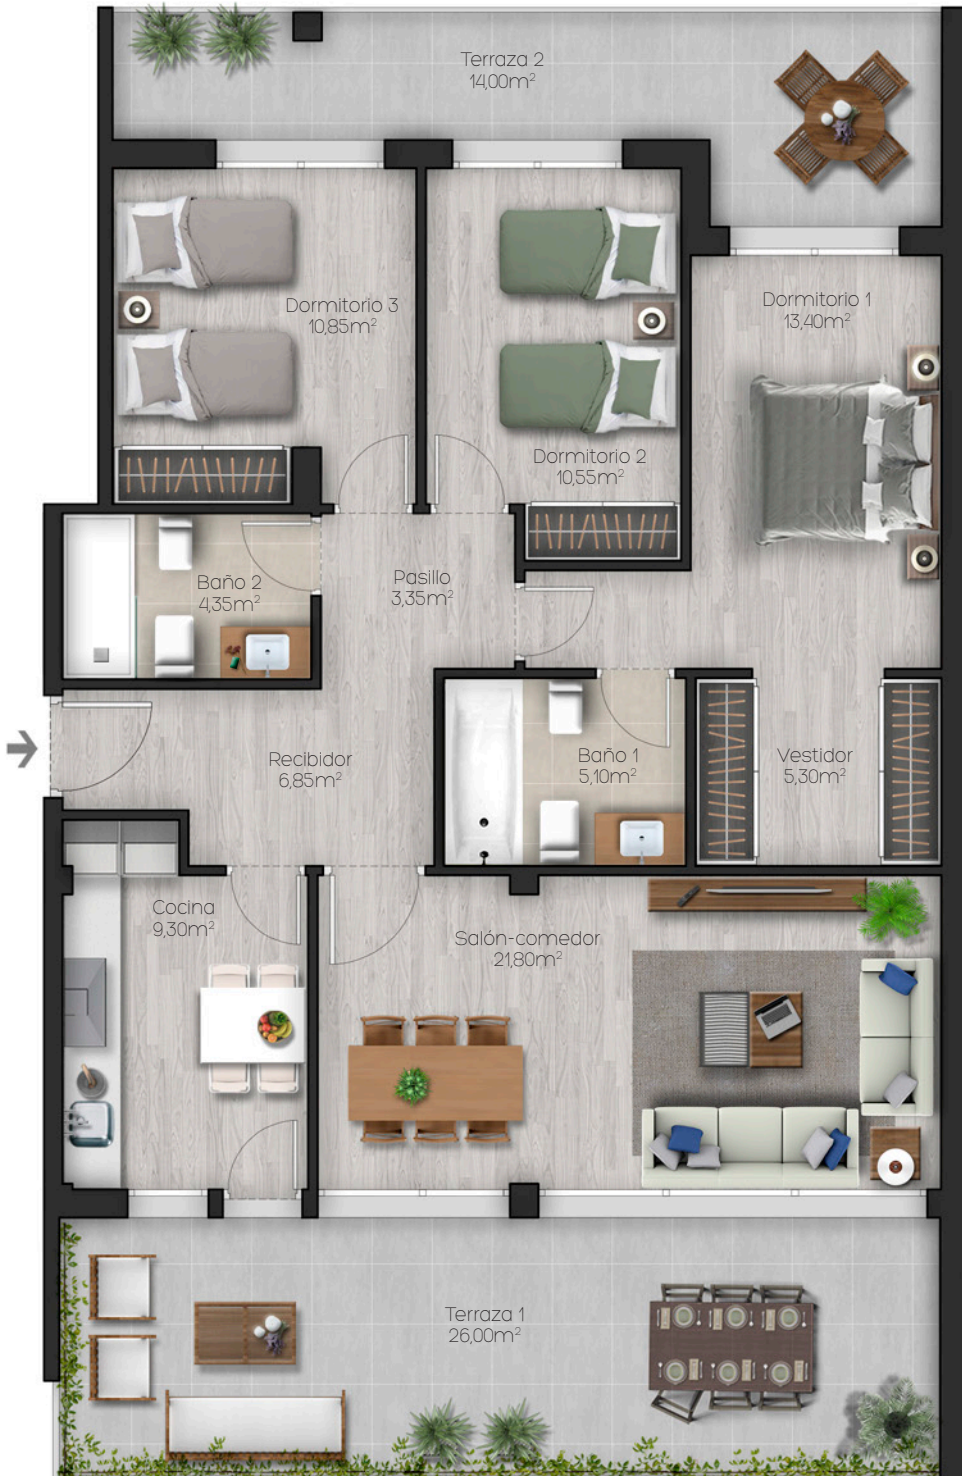 Terraza 2
14,00m²
Dormitorio 3
10,85m²
Dormitorio 1
13,40m²
Dormitorio 2
10,55m²
Baño 2
4,35m²
Pasillo
3,35m²
Recibidor
6,85m²
Baño 1
5,10m²
Vestidor
5,30m²
Cocina
9,30m²
Salón-comedor
21,80m²
Terraza 1
26,00m²